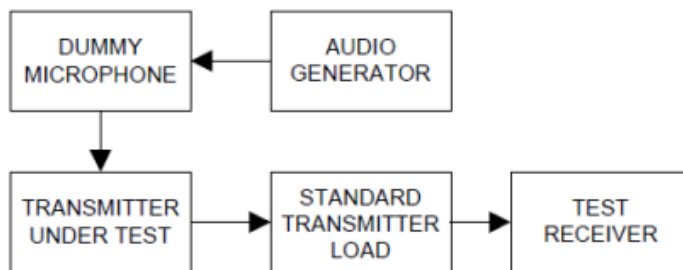 DUMMY
MICROPHONE
AUDIO
GENERATOR
TRANSMITTER
UNDER TEST
STANDARD
TRANSMITTER
LOAD
TEST
RECEIVER